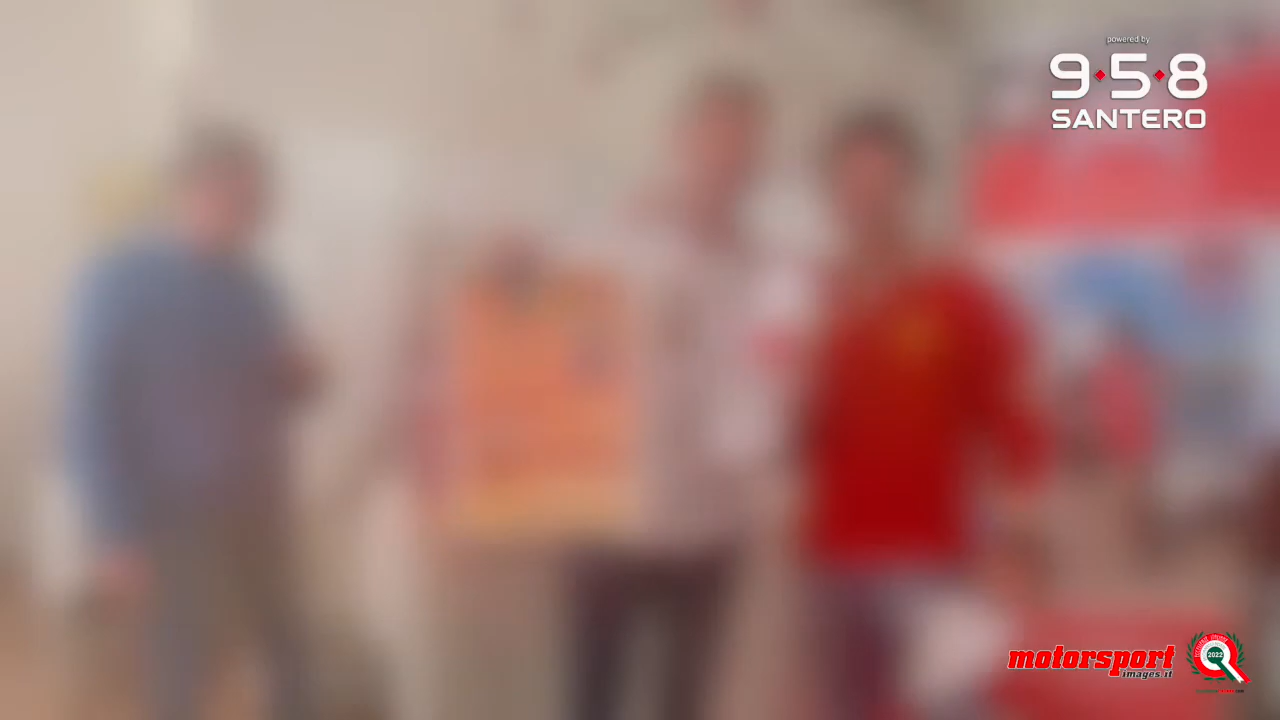 powered by
9•5•8
SANTERO
motorsport
images.it
2022